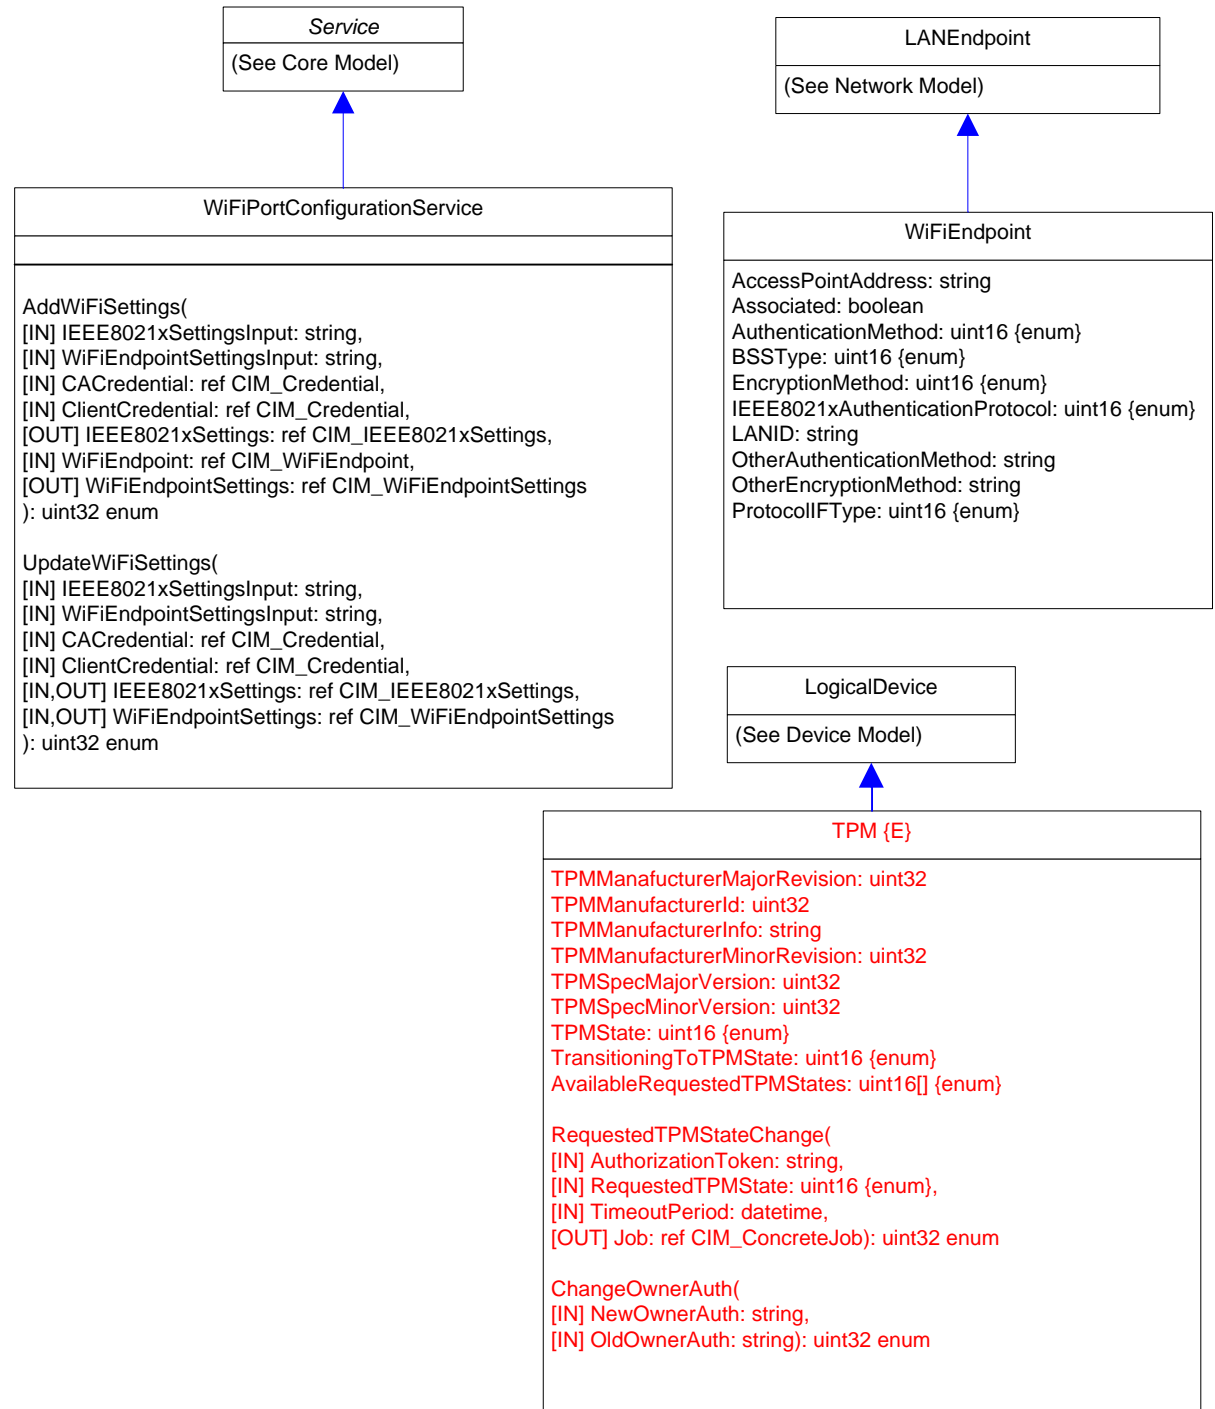 Service
(See Core Model)
WiFiPortConfigurationService
AddWiFiSettings(
[IN] IEEE8021xSettingsInput: string,
[IN] WiFiEndpointSettingsInput: string,
[IN] CACredential: ref CIM_Credential,
[IN] ClientCredential: ref CIM_Credential,
[OUT] IEEE8021xSettings: ref CIM_IEEE8021xSettings,
[IN] WiFiEndpoint: ref CIM_WiFiEndpoint,
[OUT] WiFiEndpointSettings: ref CIM_WiFiEndpointSettings
): uint32 enum
UpdateWiFiSettings(
[IN] IEEE8021xSettingsInput: string,
[IN] WiFiEndpointSettingsInput: string,
[IN] CACredential: ref CIM_Credential,
[IN] ClientCredential: ref CIM_Credential,
[IN,OUT] IEEE8021xSettings: ref CIM_IEEE8021xSettings,
[IN,OUT] WiFiEndpointSettings: ref CIM_WiFiEndpointSettings
): uint32 enum
LANEndpoint
(See Network Model)
WiFiEndpoint
AccessPointAddress: string
Associated: boolean
AuthenticationMethod: uint16 {enum}
BSSType: uint16 {enum}
EncryptionMethod: uint16 {enum}
IEEE8021xAuthenticationProtocol: uint16 {enum}
LANID: string
OtherAuthenticationMethod: string
OtherEncryptionMethod: string
ProtocolIFType: uint16 {enum}
LogicalDevice
(See Device Model)
TPM {E}
TPMManafucturerMajorRevision: uint32
TPMManufacturerId: uint32
TPMManufacturerInfo: string
TPMManufacturerMinorRevision: uint32
TPMSpecMajorVersion: uint32
TPMSpecMinorVersion: uint32
TPMState: uint16 {enum}
TransitioningToTPMState: uint16 {enum}
AvailableRequestedTPMStates: uint16[] {enum}
RequestedTPMStateChange(
[IN] AuthorizationToken: string,
[IN] RequestedTPMState: uint16 {enum},
[IN] TimeoutPeriod: datetime,
[OUT] Job: ref CIM_ConcreteJob): uint32 enum
ChangeOwnerAuth(
[IN] NewOwnerAuth: string,
[IN] OldOwnerAuth: string): uint32 enum